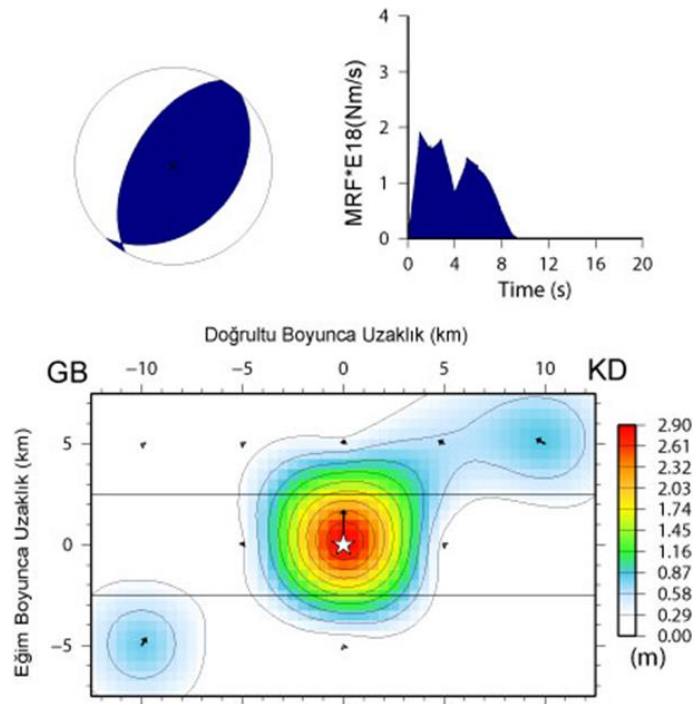 MRF*E18(Nm/s)
4
3
2
1
0
0 4 8 12 16 20
Time (s)
Doğrultu Boyunca Uzaklık (km)
GB −10 −5 0 5 10 KD
Eğim Boyunca Uzaklık (km)
5
0
−5
2.90
2.61
2.32
2.03
1.74
1.45
1.16
0.87
0.58
0.29
0.00
(m)